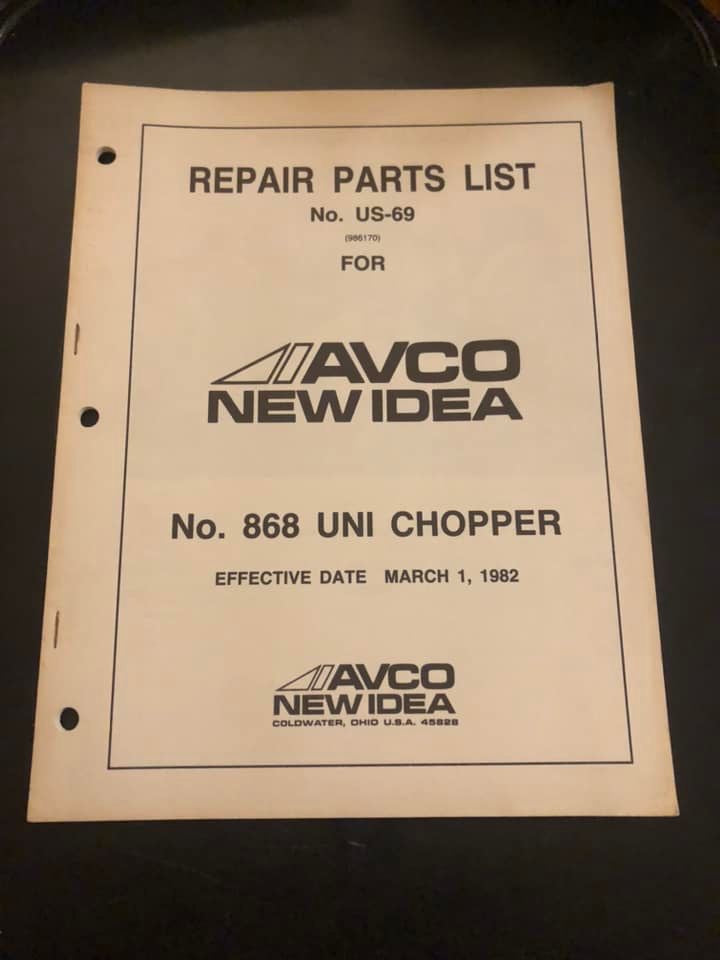 REPAIR PARTS LIST
No. US-69
(986170)
FOR
AVCO
NEW IDEA
No. 868 UNI CHOPPER
EFFECTIVE DATE MARCH 1, 1982
AVCO
NEW IDEA
COLDWATER, OHIO U.S.A. 45828